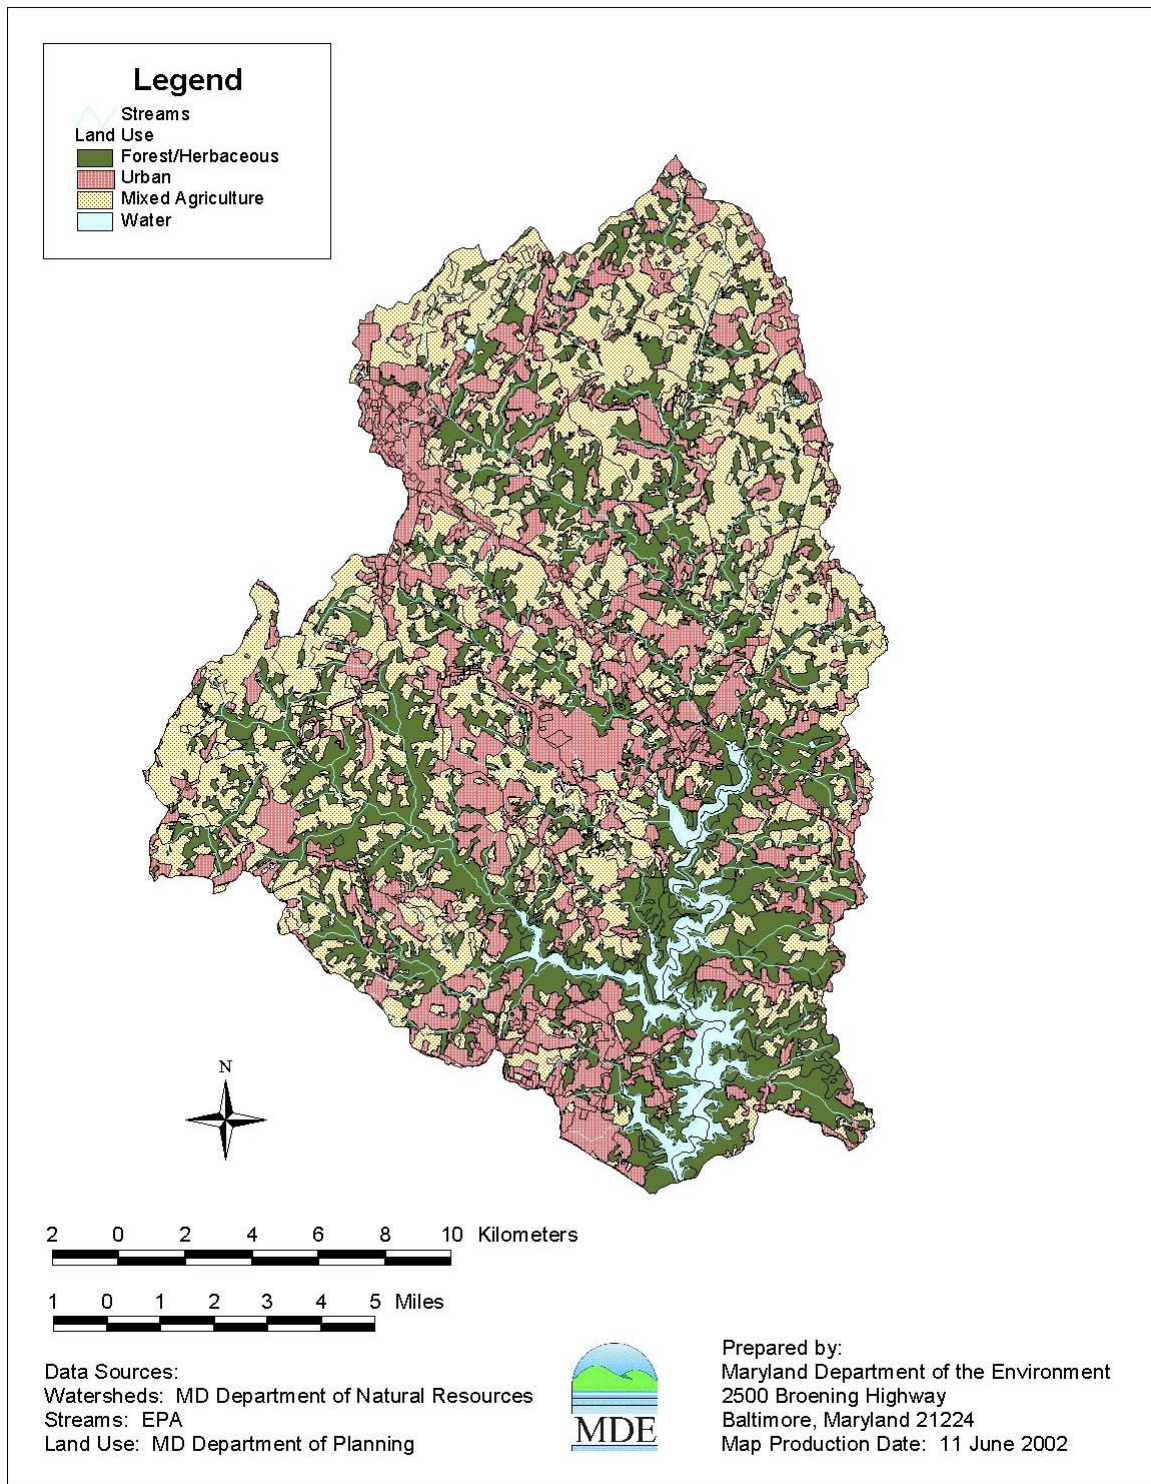 Legend
Streams
Land Use
Forest/Herbaceous
Urban
Mixed Agriculture
Water
N
2 0 2 4 6 8 10 Kilometers
1 0 1 2 3 4 5 Miles
Data Sources:
Watersheds: MD Department of Natural Resources
Streams: EPA
Land Use: MD Department of Planning
MDE
Prepared by:
Maryland Department of the Environment
2500 Broening Highway
Baltimore, Maryland 21224
Map Production Date: 11 June 2002